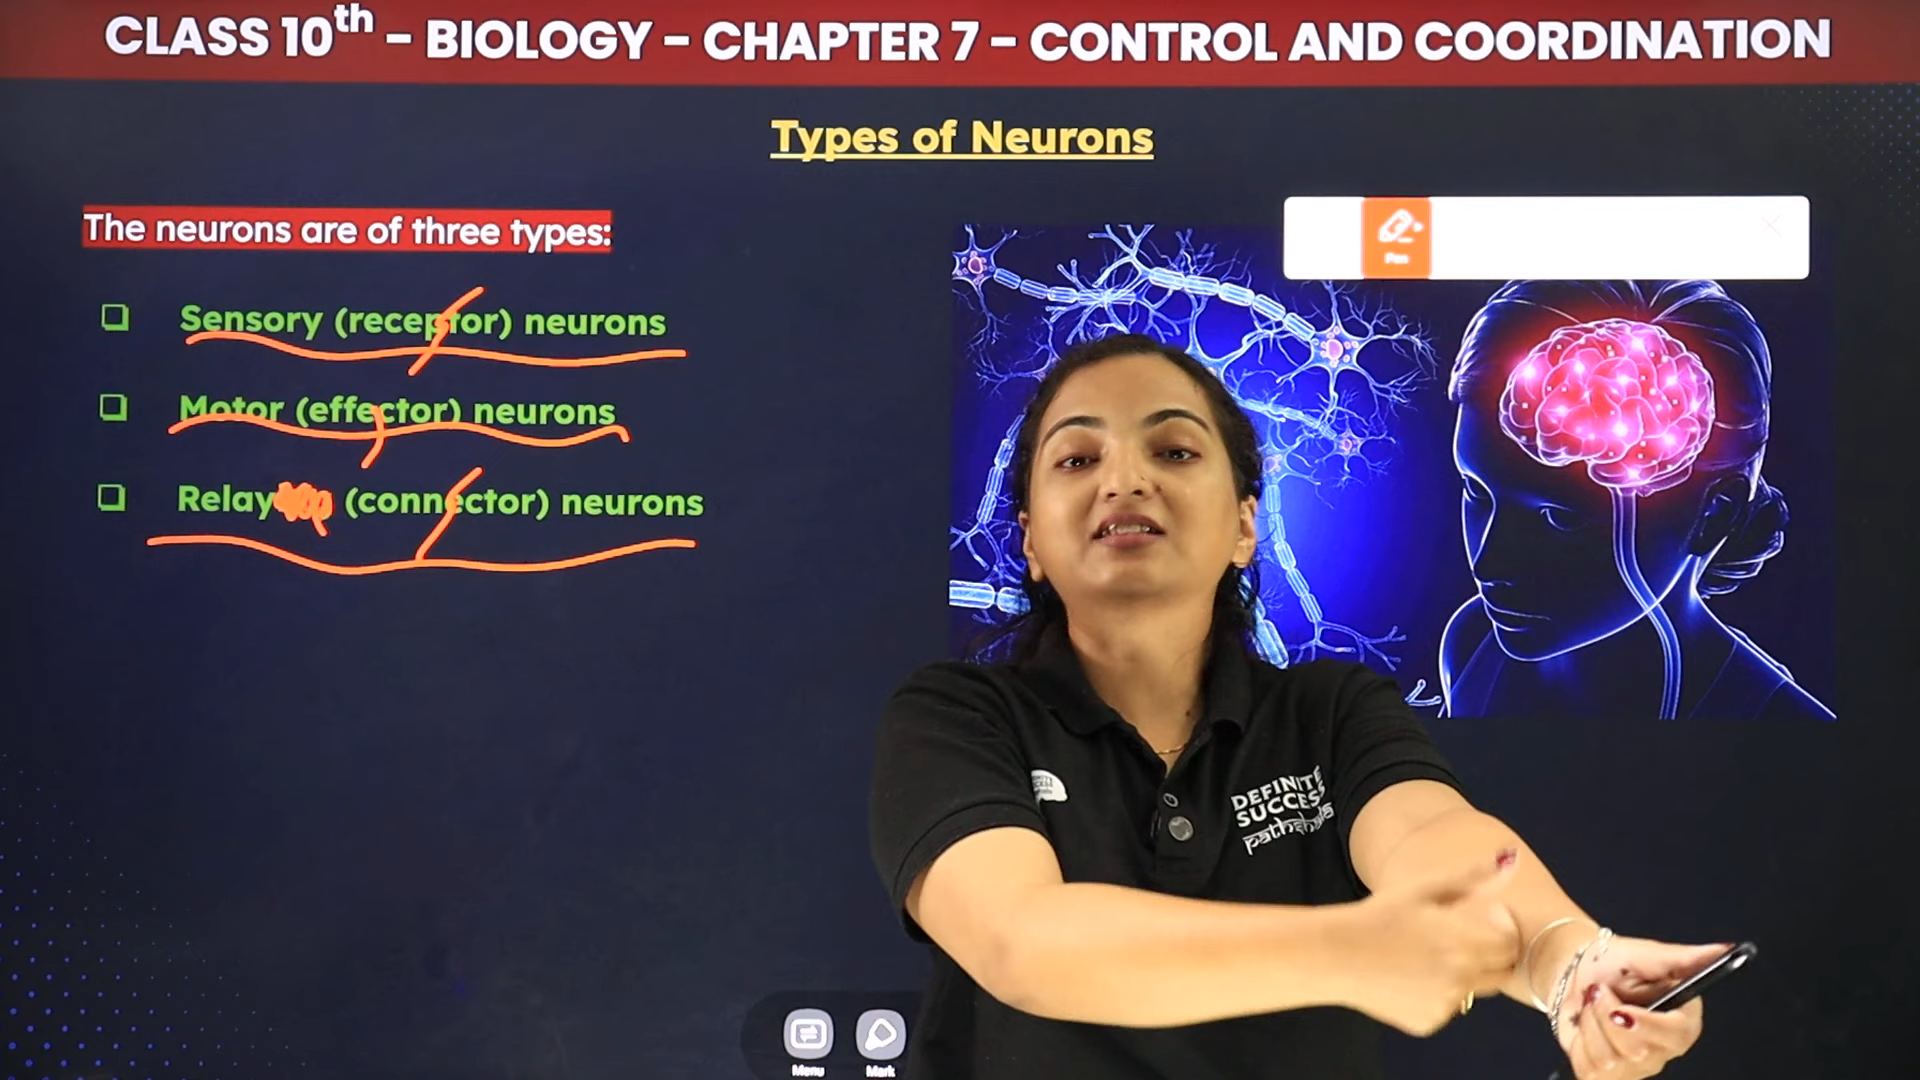 CLASS 10th – BIOLOGY – CHAPTER 7 – CONTROL AND COORDINATION
Types of Neurons
The neurons are of three types:
Pen
Sensory (receptor) neurons
Motor (effector) neurons
Relay (connector) neurons
DEFINITE
SUCCESS
pathshala
Menu
Mark